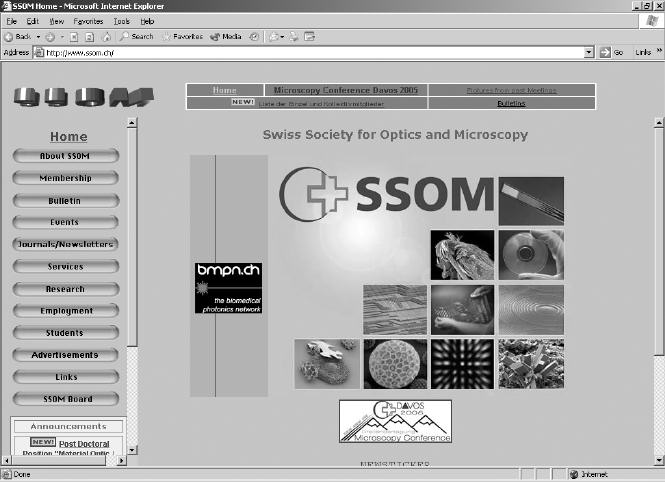 SSOM Home - Microsoft Internet Explorer
File Edit View Favorites Tools Help
Back Search Favorites Media
Address http://www.ssom.ch/ Go Links »
Home Microscopy Conference Davos 2005 Pictures from past Meetings
NEW! Liste der Einzel und Kollektivmitglieder Bulletins
Home
About SSOM
Membership
Bulletin
Events
Journals/Newsletters
Services
Research
Employment
Students
Advertisements
Links
SSOM Board
Announcements
NEW! Post Doctoral
Position "Material Optic /
Swiss Society for Optics and Microscopy
SSOM
bmpn.ch
the biomedical
photonics network
DAVOS
Microscopy Conference
NEWSTICKER
Done Internet